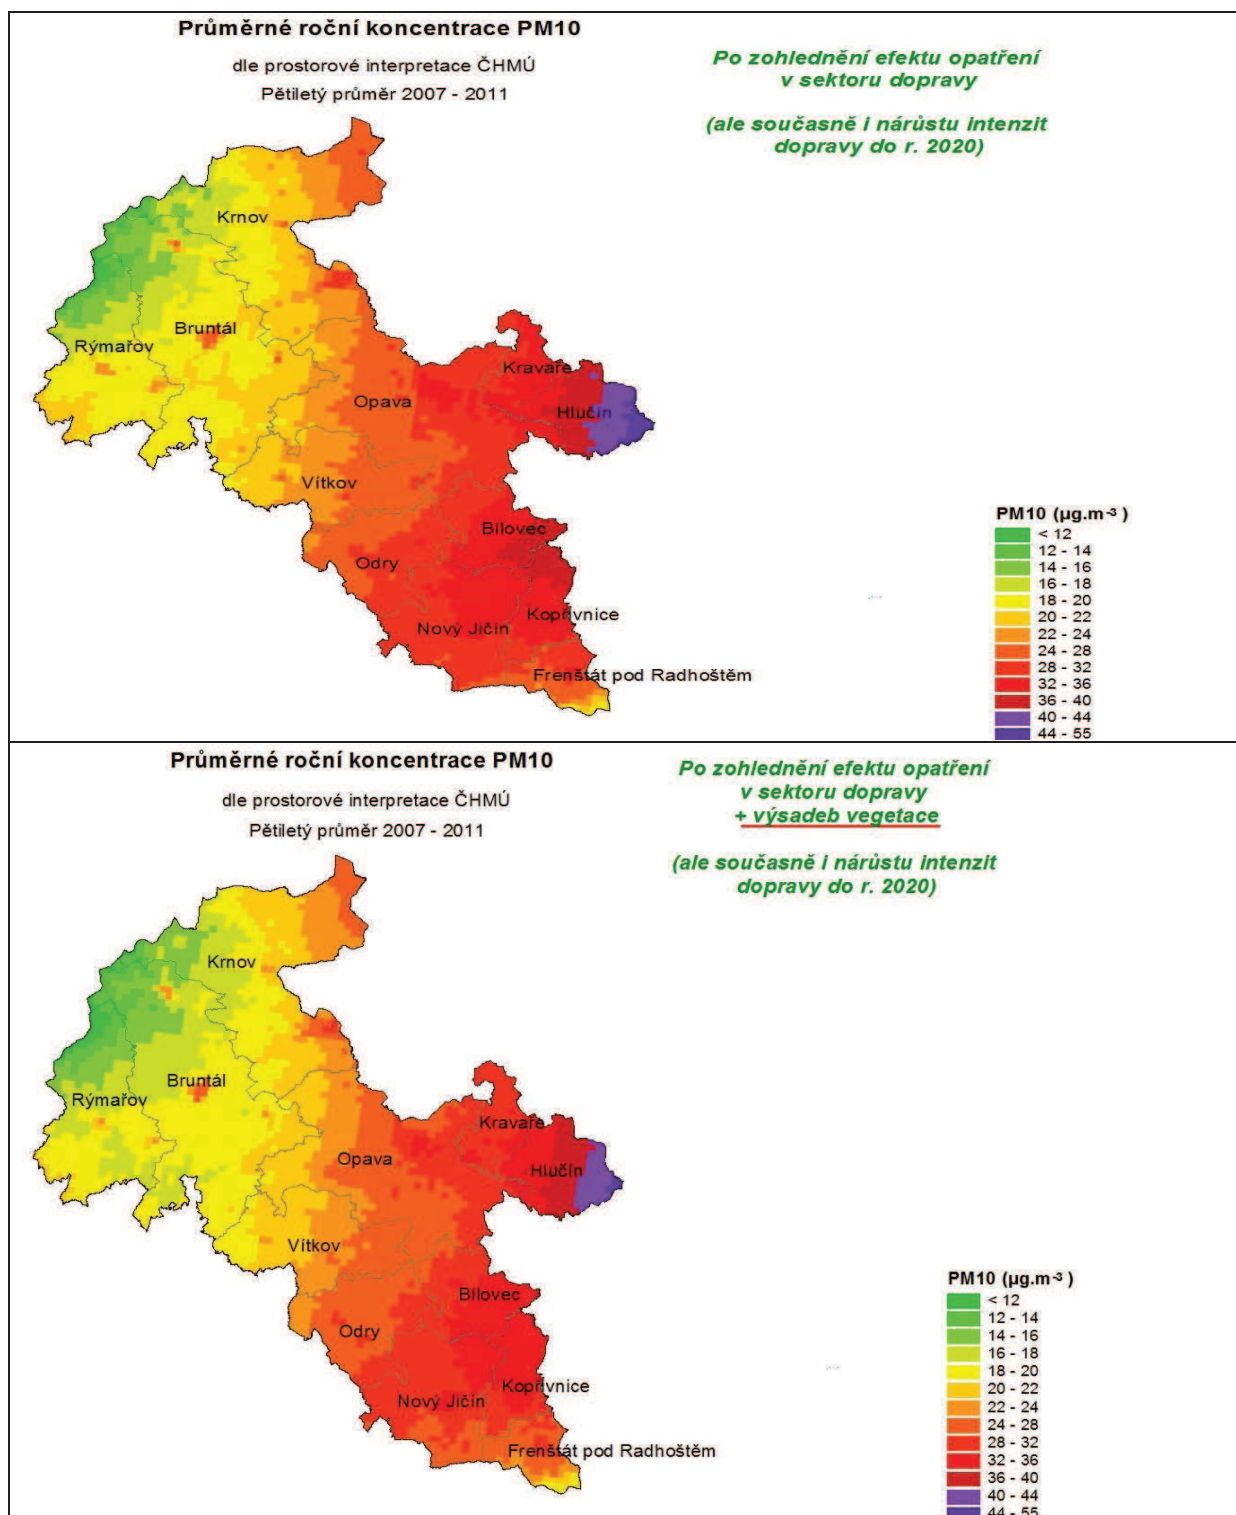 Průměrné roční koncentrace PM10
dle prostorové interpretace ČHMÚ
Pětiletý průměr 2007 - 2011
Po zohlednění efektu opatření
v sektoru dopravy
(ale současně i nárůstu intenzit
dopravy do r. 2020)
Krnov
Bruntál
Rýmařov
Kravaře
Opava
Hlučín
Vítkov
Bílovec
Odry
Kopřivnice
Nový Jičín
Frenštát pod Radhoštěm
PM10 (µg.m-3 )
< 12
12 - 14
14 - 16
16 - 18
18 - 20
20 - 22
22 - 24
24 - 28
28 - 32
32 - 36
36 - 40
40 - 44
44 - 55
Průměrné roční koncentrace PM10
dle prostorové interpretace ČHMÚ
Pětiletý průměr 2007 - 2011
Po zohlednění efektu opatření
v sektoru dopravy
+ výsadeb vegetace
(ale současně i nárůstu intenzit
dopravy do r. 2020)
Krnov
Bruntál
Rýmařov
Kravaře
Opava
Hlučín
Vítkov
Bílovec
Odry
Kopřivnice
Nový Jičín
Frenštát pod Radhoštěm
PM10 (µg.m-3 )
< 12
12 - 14
14 - 16
16 - 18
18 - 20
20 - 22
22 - 24
24 - 28
28 - 32
32 - 36
36 - 40
40 - 44
44 - 55